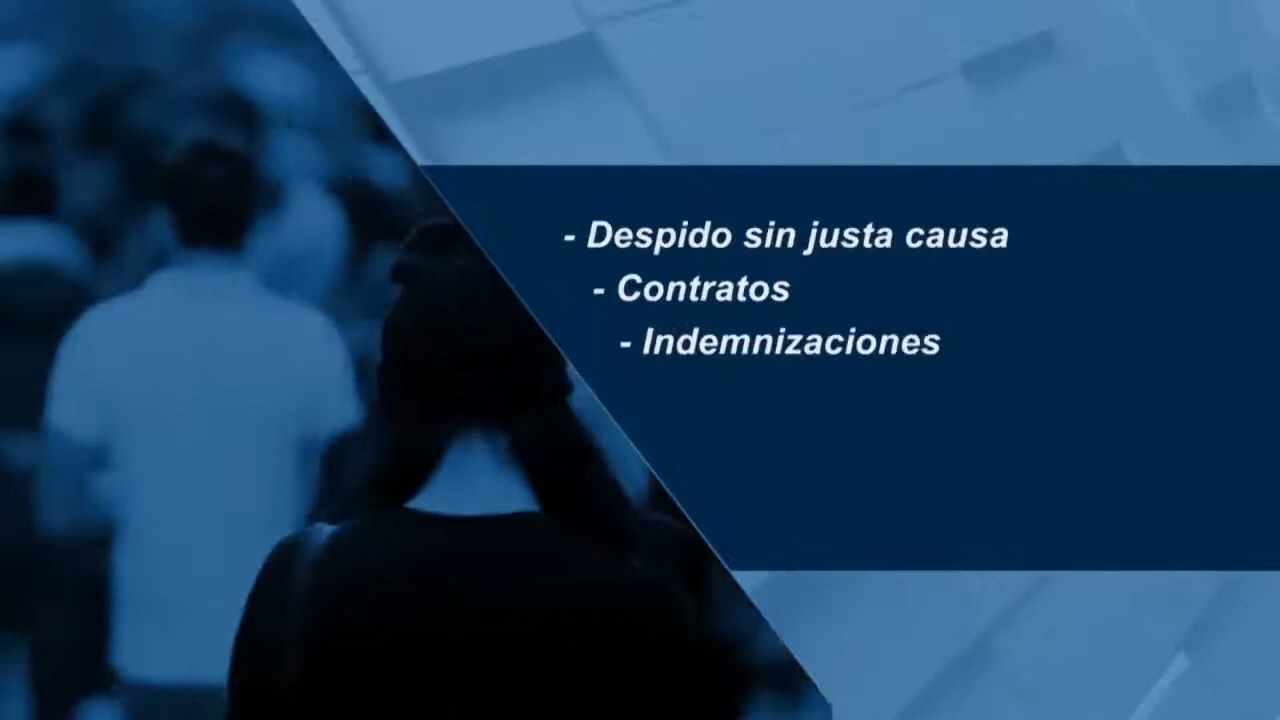 - Despido sin justa causa
- Contratos
- Indemnizaciones